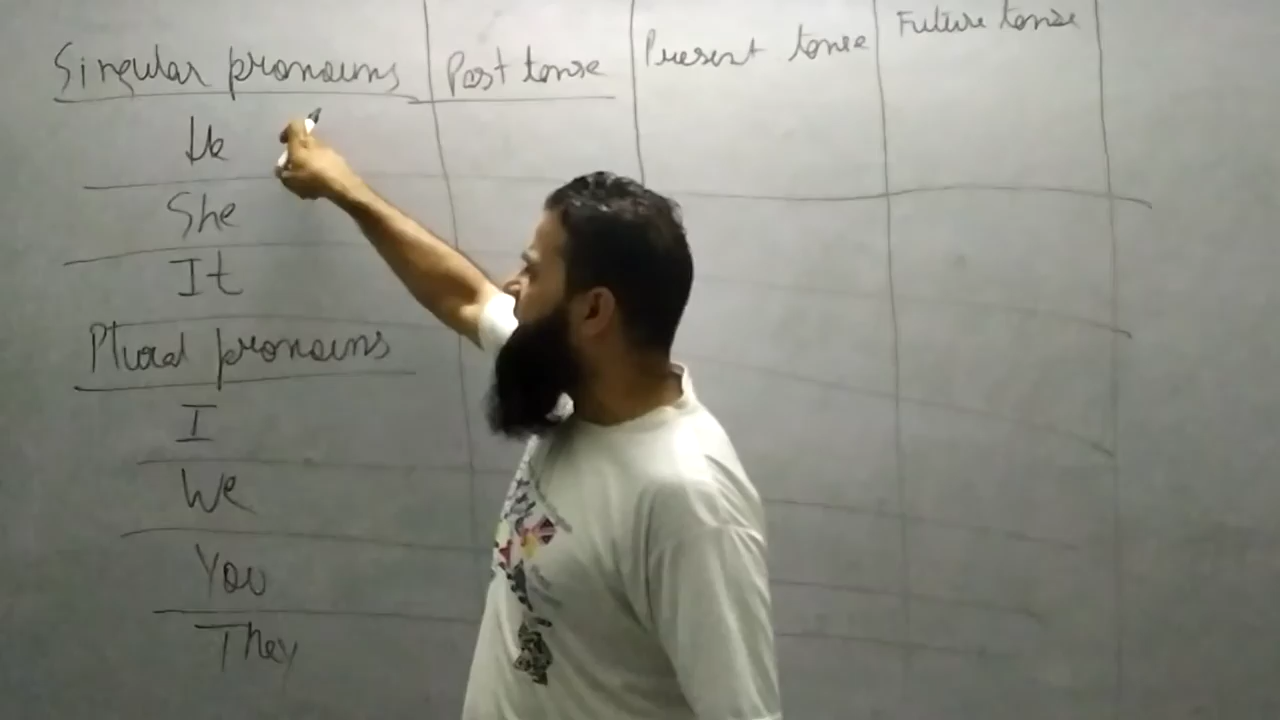 Singular pronouns Past tense Present tense Future tense
He
She
It
Plural pronouns
I
We
You
They